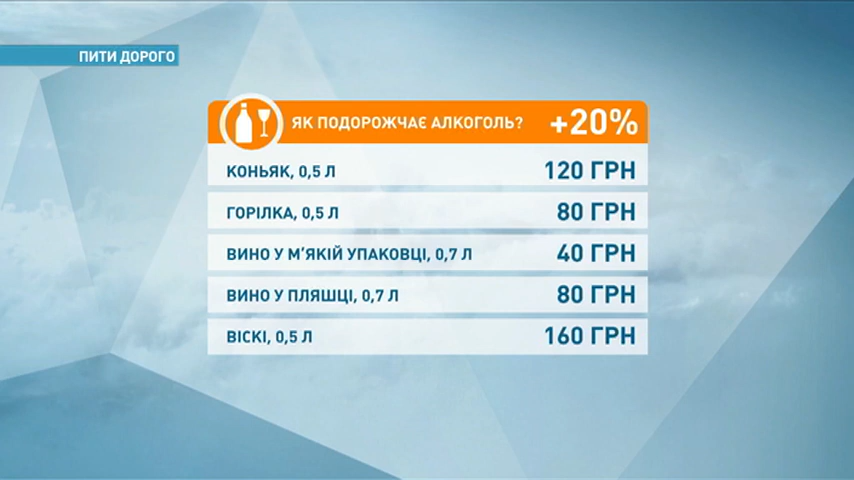 ПИТИ ДОРОГО
ЯК ПОДОРОЖЧАЄ АЛКОГОЛЬ? +20%
КОНЬЯК, 0,5 Л 120 ГРН
ГОРІЛКА, 0,5 Л 80 ГРН
ВИНО У М’ЯКІЙ УПАКОВЦІ, 0,7 Л 40 ГРН
ВИНО У ПЛЯШЦІ, 0,7 Л 80 ГРН
ВІСКІ, 0,5 Л 160 ГРН